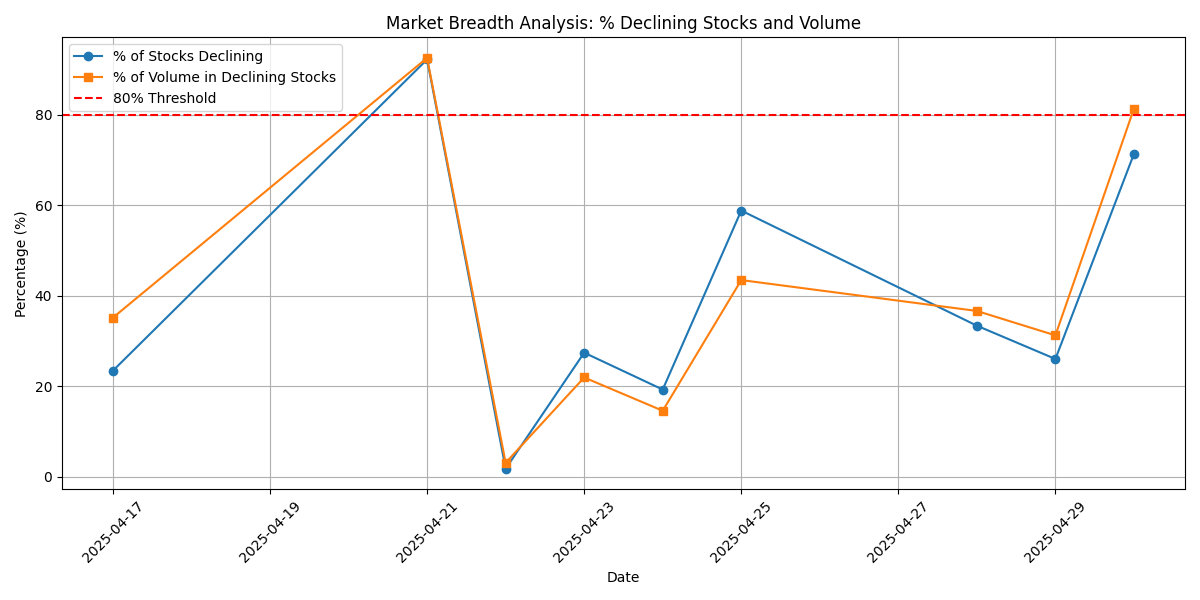 Market Breadth Analysis: % Declining Stocks and Volume
% of Stocks Declining
% of Volume in Declining Stocks
80% Threshold
Percentage (%)
80
60
40
20
0
2025-04-17
2025-04-19
2025-04-21
2025-04-23
2025-04-25
2025-04-27
2025-04-29
Date